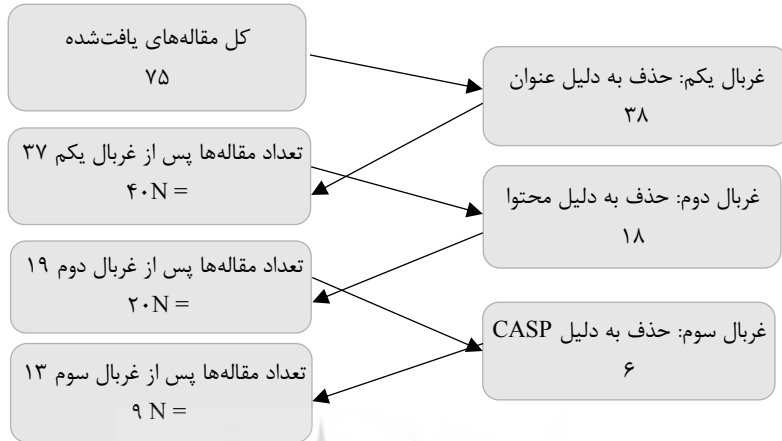 کل مقاله‌های یافت‌شده
۷۵
غربال یکم: حذف به دلیل عنوان
۳۸
تعداد مقاله‌ها پس از غربال یکم ۳۷
۴۰N =
غربال دوم: حذف به دلیل محتوا
۱۸
تعداد مقاله‌ها پس از غربال دوم ۱۹
۲۰N =
غربال سوم: حذف به دلیل CASP
۶
تعداد مقاله‌ها پس از غربال سوم ۱۳
۹ N =